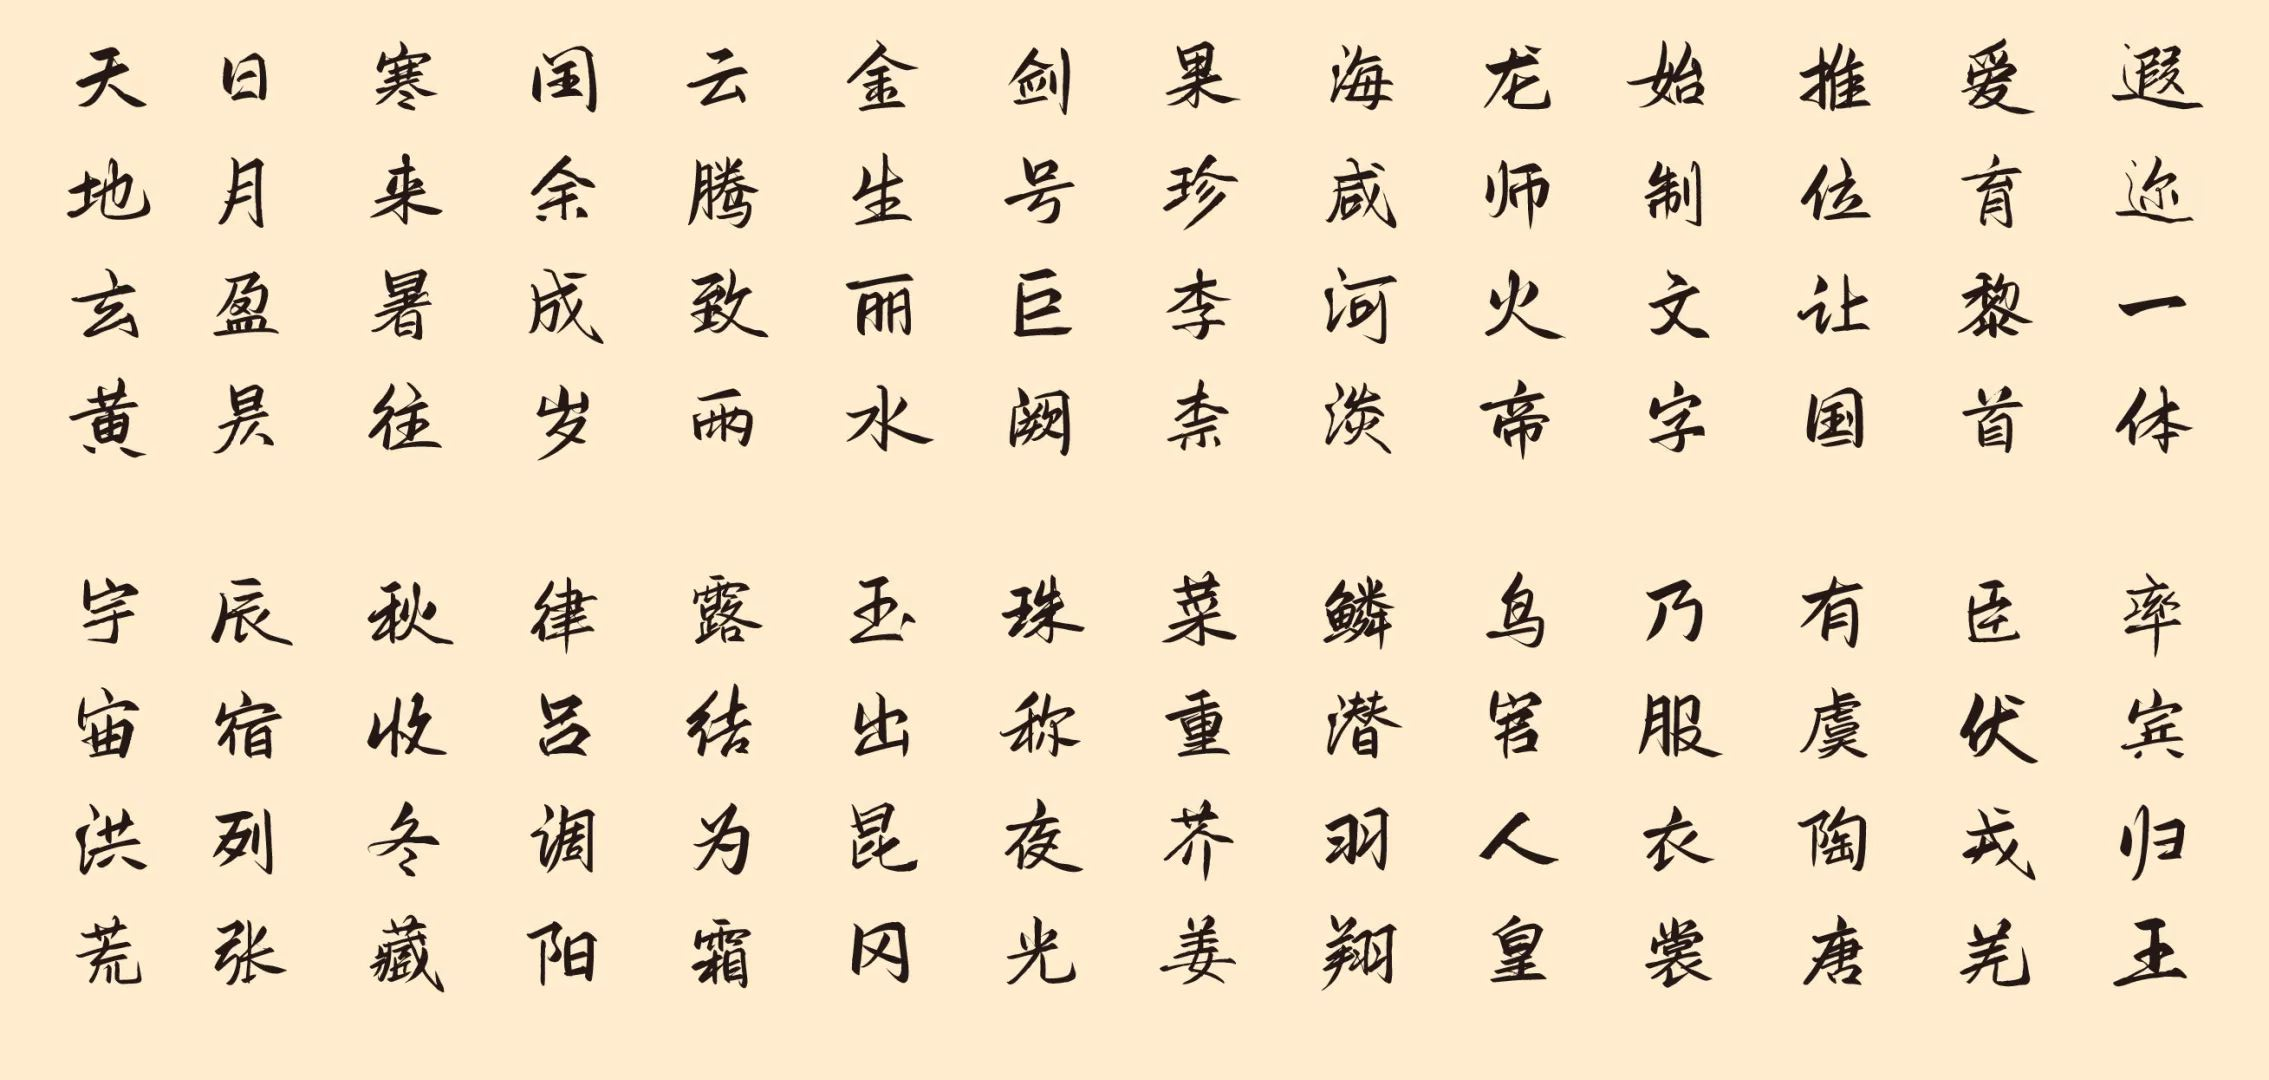 天地玄黄
宇宙洪荒
日月盈昃
辰宿列张
寒来暑往
秋收冬藏
闰余成岁
律吕调阳
云腾致雨
露结为霜
金生丽水
玉出昆冈
剑号巨阙
珠称夜光
果珍李柰
菜重芥姜
海咸河淡
鳞潜羽翔
龙师火帝
鸟官人皇
始制文字
乃服衣裳
推位让国
有虞陶唐
爱育黎首
臣伏戎羌
遐迩一体
率宾归王